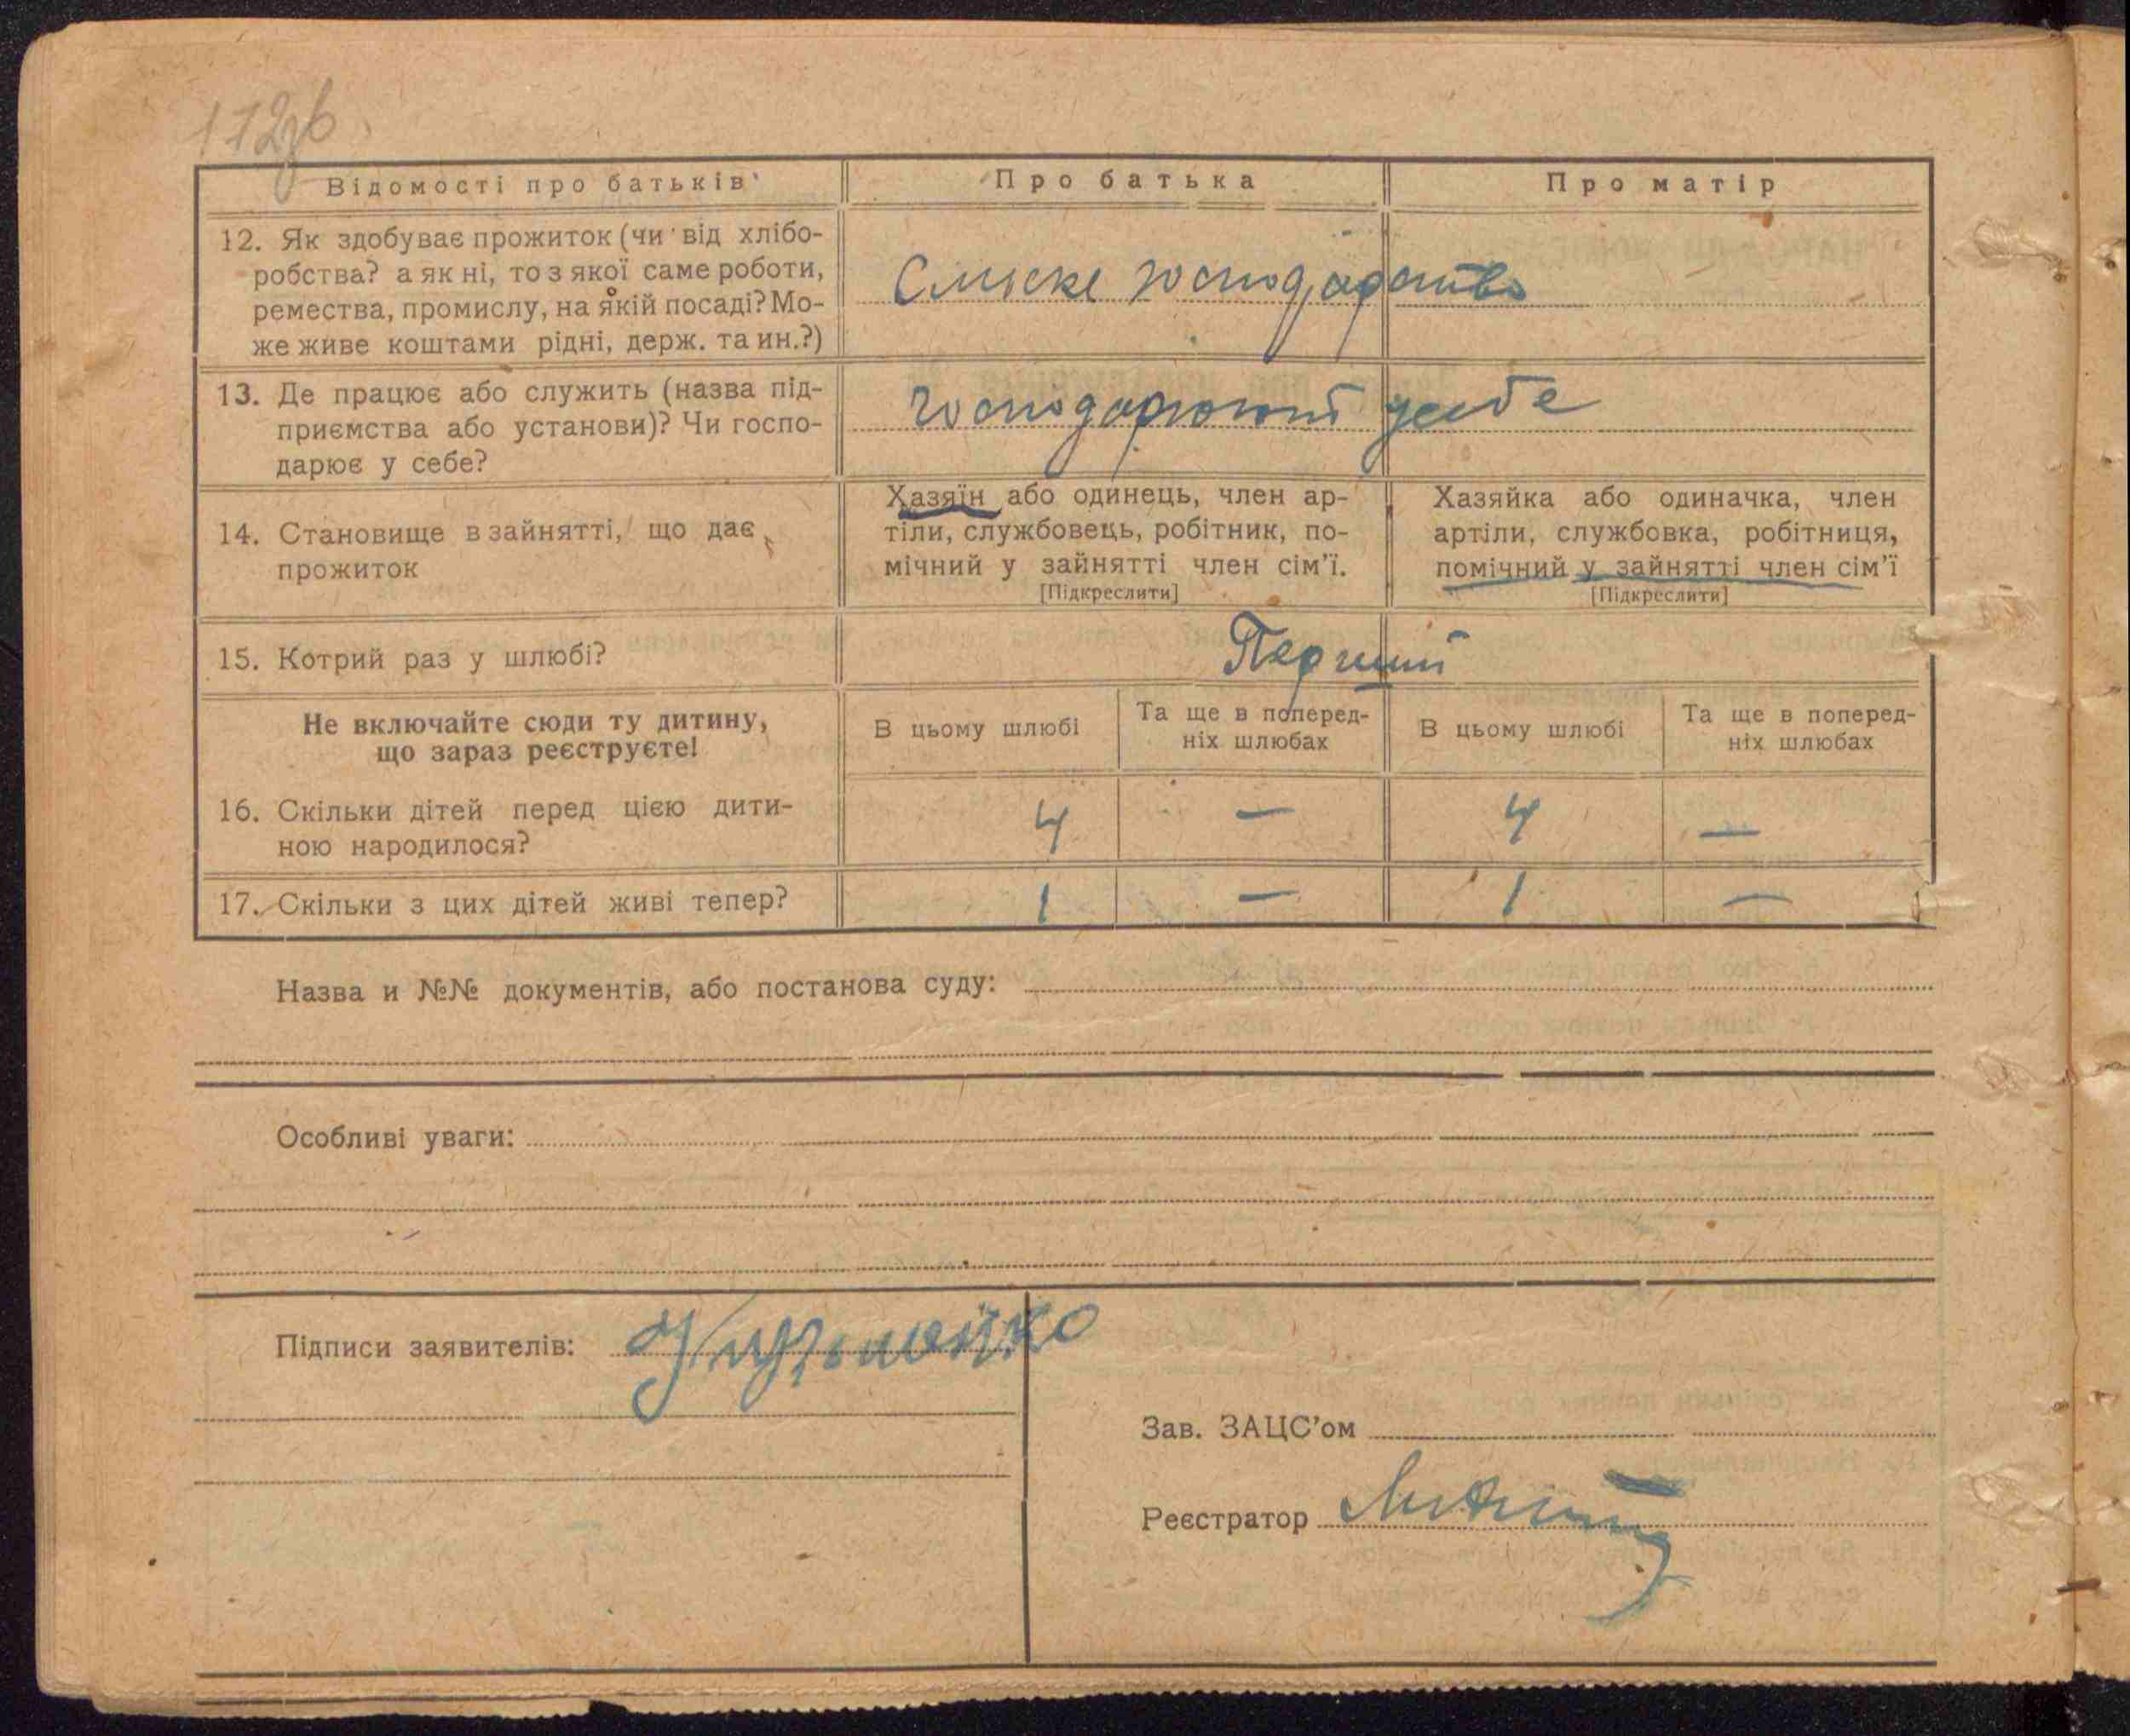 172зв
Відомості про батьків
Про батька
Про матір
12. Як здобуває прожиток (чи від хлібо-
робства? а як ні, то з якої саме роботи,
ремества, промислу, на якій посаді? Мо-
же живе коштами рідні, держ. та ин.?)
Сільске господарство
13. Де працює або служить (назва під-
приємства або установи)? Чи госпо-
дарює у себе?
господарюють у себе
14. Становище в зайнятті, що дає
прожиток
Хазяїн або одинець, член ар-
тіли, службовець, робітник, по-
мічний у зайнятті член сім'ї.
[Підкреслити]
Хазяйка або одиначка, член
артіли, службовка, робітниця,
помічний у зайнятті член сім'ї
[Підкреслити]
15. Котрий раз у шлюбі?
Перший
Не включайте сюди ту дитину,
що зараз реєструєте!
В цьому шлюбі
Та ще в поперед-
ніх шлюбах
В цьому шлюбі
Та ще в поперед-
ніх шлюбах
16. Скільки дітей перед цією дити-
ною народилося?
4 — 4 —
17. Скільки з цих дітей живі тепер?
1 — 1 —
Назва и №№ документів, або постанова суду:
Особливі уваги:
Підписи заявителів:
Зав. ЗАЦС'ом
Реєстратор